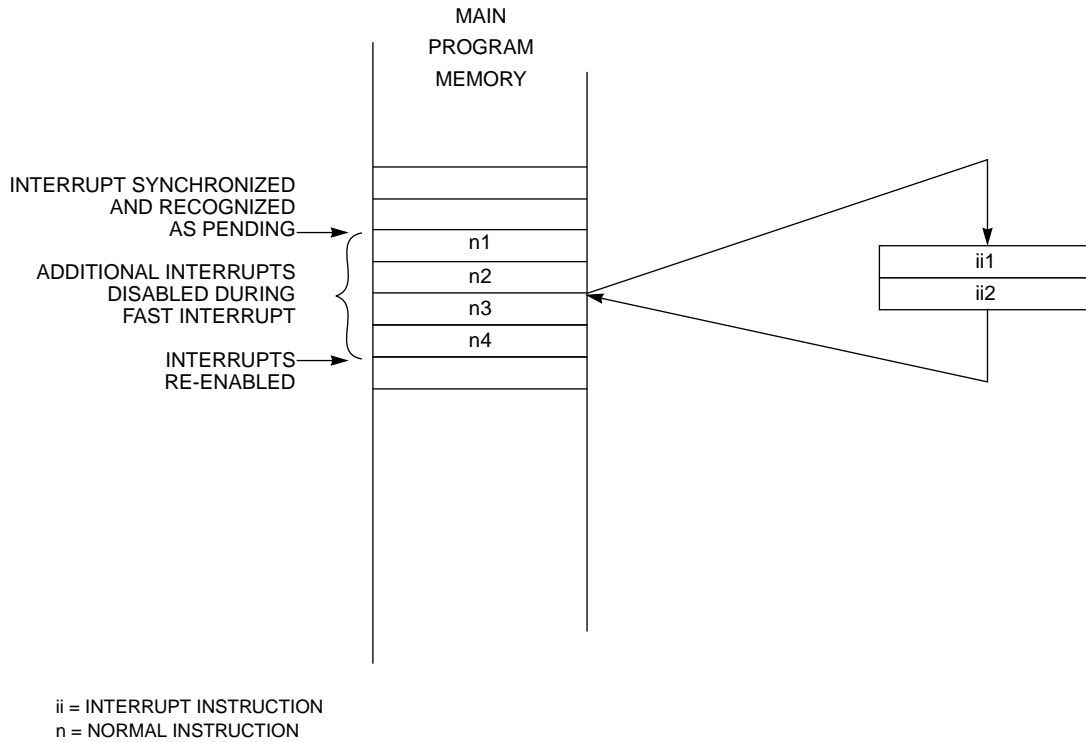 MAIN
PROGRAM
MEMORY
INTERRUPT SYNCHRONIZED
AND RECOGNIZED
AS PENDING
n1
ADDITIONAL INTERRUPTS
DISABLED DURING
FAST INTERRUPT
n2
n3
n4
ii1
ii2
INTERRUPTS
RE-ENABLED
ii = INTERRUPT INSTRUCTION
n = NORMAL INSTRUCTION